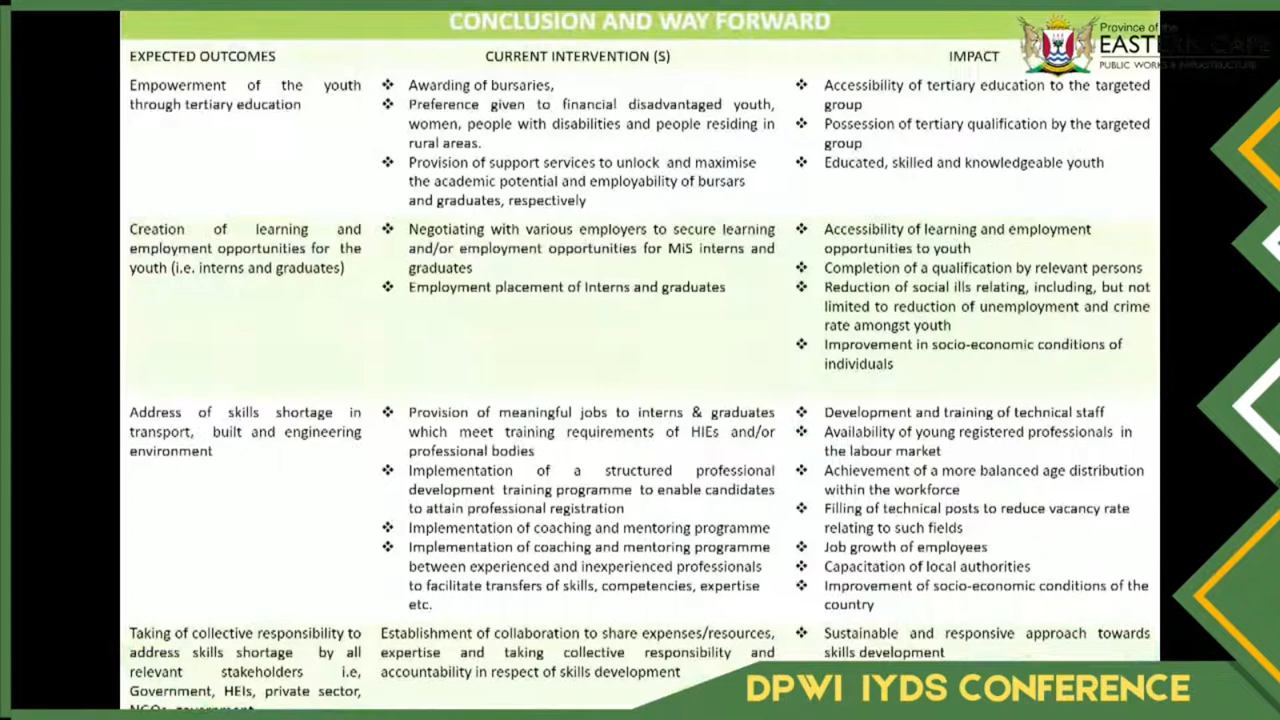 CONCLUSION AND WAY FORWARD
Province of the
EASTERN CAPE
PUBLIC WORKS & INFRASTRUCTURE
EXPECTED OUTCOMES
CURRENT INTERVENTION (S)
IMPACT
Empowerment of the youth
through tertiary education
❖ Awarding of bursaries,
❖ Preference given to financial disadvantaged youth,
women, people with disabilities and people residing in
rural areas.
❖ Provision of support services to unlock and maximise
the academic potential and employability of bursars
and graduates, respectively
❖ Accessibility of tertiary education to the targeted
group
❖ Possession of tertiary qualification by the targeted
group
❖ Educated, skilled and knowledgeable youth
Creation of learning and
employment opportunities for the
youth (i.e. interns and graduates)
❖ Negotiating with various employers to secure learning
and/or employment opportunities for MiS interns and
graduates
❖ Employment placement of Interns and graduates
❖ Accessibility of learning and employment
opportunities to youth
❖ Completion of a qualification by relevant persons
❖ Reduction of social ills relating, including, but not
limited to reduction of unemployment and crime
rate amongst youth
❖ Improvement in socio-economic conditions of
individuals
Address of skills shortage in
transport, built and engineering
environment
❖ Provision of meaningful jobs to interns & graduates
which meet training requirements of HIEs and/or
professional bodies
❖ Implementation of a structured professional
development training programme to enable candidates
to attain professional registration
❖ Implementation of coaching and mentoring programme
❖ Implementation of coaching and mentoring programme
between experienced and inexperienced professionals
to facilitate transfers of skills, competencies, expertise
etc.
❖ Development and training of technical staff
❖ Availability of young registered professionals in
the labour market
❖ Achievement of a more balanced age distribution
within the workforce
❖ Filling of technical posts to reduce vacancy rate
relating to such fields
❖ Job growth of employees
❖ Capacitation of local authorities
❖ Improvement of socio-economic conditions of the
country
Taking of collective responsibility to
address skills shortage by all
relevant stakeholders i.e,
Government, HEIs, private sector,
Establishment of collaboration to share expenses/resources,
expertise and taking collective responsibility and
accountability in respect of skills development
❖ Sustainable and responsive approach towards
skills development
DPWI IYDS CONFERENCE